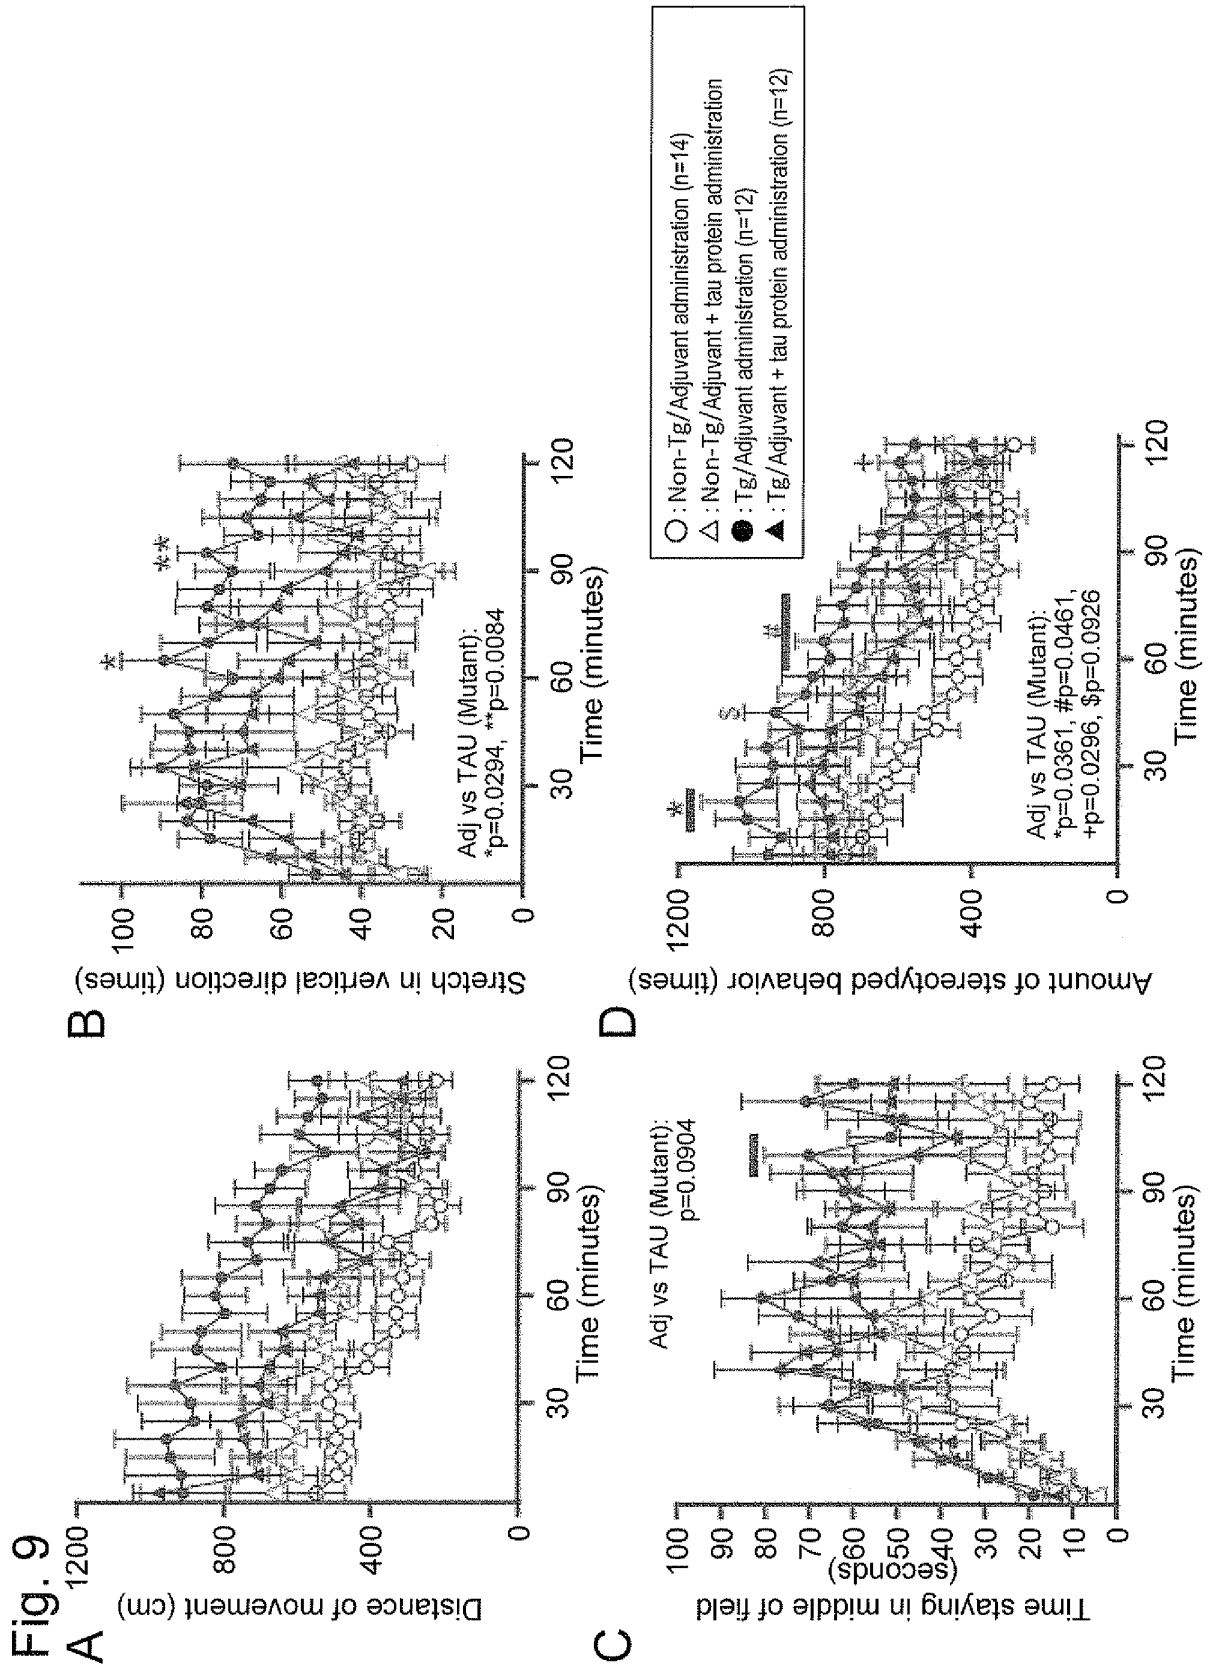 Fig. 9
A
Distance of movement (cm)
1200
800
400
0
30
60
90
120
Time (minutes)
B
Stretch in vertical direction (times)
100
80
60
40
20
0
*
**
Adj vs TAU (Mutant):
*p=0.0294, **p=0.0084
30
60
90
120
Time (minutes)
C
Time staying in middle of field
(seconds)
100
90
80
70
60
50
40
30
20
10
0
Adj vs TAU (Mutant):
p=0.0904
30
60
90
120
Time (minutes)
D
Amount of stereotyped behavior (times)
1200
800
400
0
*
$
#
+
Adj vs TAU (Mutant):
*p=0.0361, #p=0.0461,
+p=0.0296, $p=0.0926
30
60
90
120
Time (minutes)
○ : Non-Tg/Adjuvant administration (n=14)
△ : Non-Tg/Adjuvant + tau protein administration
● : Tg/Adjuvant administration (n=12)
▲ : Tg/Adjuvant + tau protein administration (n=12)